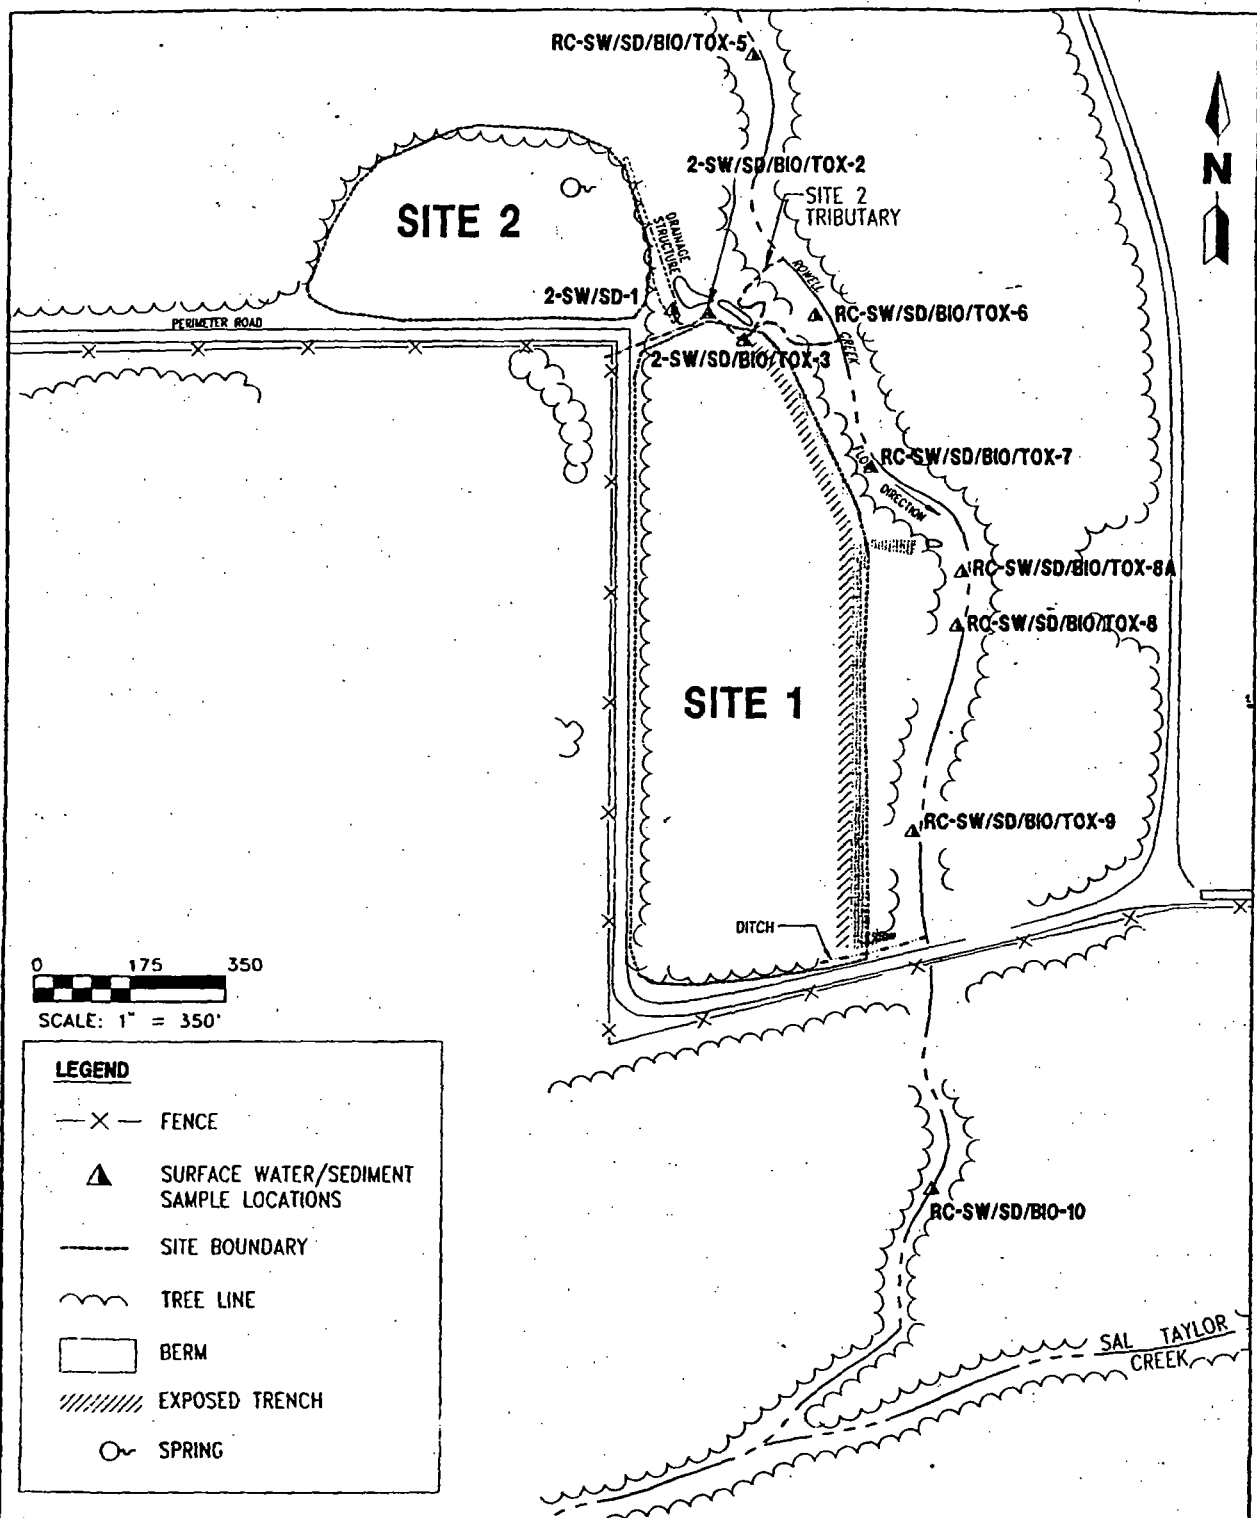 RC-SW/SD/BIO/TOX-5
N
2-SW/SD/BIO/TOX-2
SITE 2
TRIBUTARY
SITE 2
DRAINAGE
STRUCTURE
ROWELL
CREEK
2-SW/SD-1
RC-SW/SD/BIO/TOX-6
PERIMETER ROAD
2-SW/SD/BIO/TOX-3
RC-SW/SD/BIO/TOX-7
FLOW
DIRECTION
RC-SW/SD/BIO/TOX-8A
RC-SW/SD/BIO/TOX-8
SITE 1
RC-SW/SD/BIO/TOX-9
DITCH
0 175 350
SCALE: 1" = 350'
LEGEND
FENCE
SURFACE WATER/SEDIMENT
SAMPLE LOCATIONS
SITE BOUNDARY
TREE LINE
BERM
EXPOSED TRENCH
SPRING
RC-SW/SD/BIO-10
SAL TAYLOR
CREEK